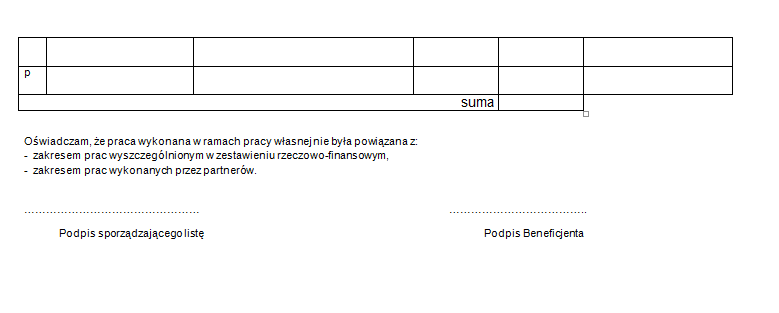 p
suma
Oświadczam, że praca wykonana w ramach pracy własnej nie była powiązana z:
- zakresem prac wyszczególnionym w zestawieniu rzeczowo-finansowym,
- zakresem prac wykonanych przez partnerów.
………………………………………… ………………………………..
Podpis sporządzającego listę Podpis Beneficjenta